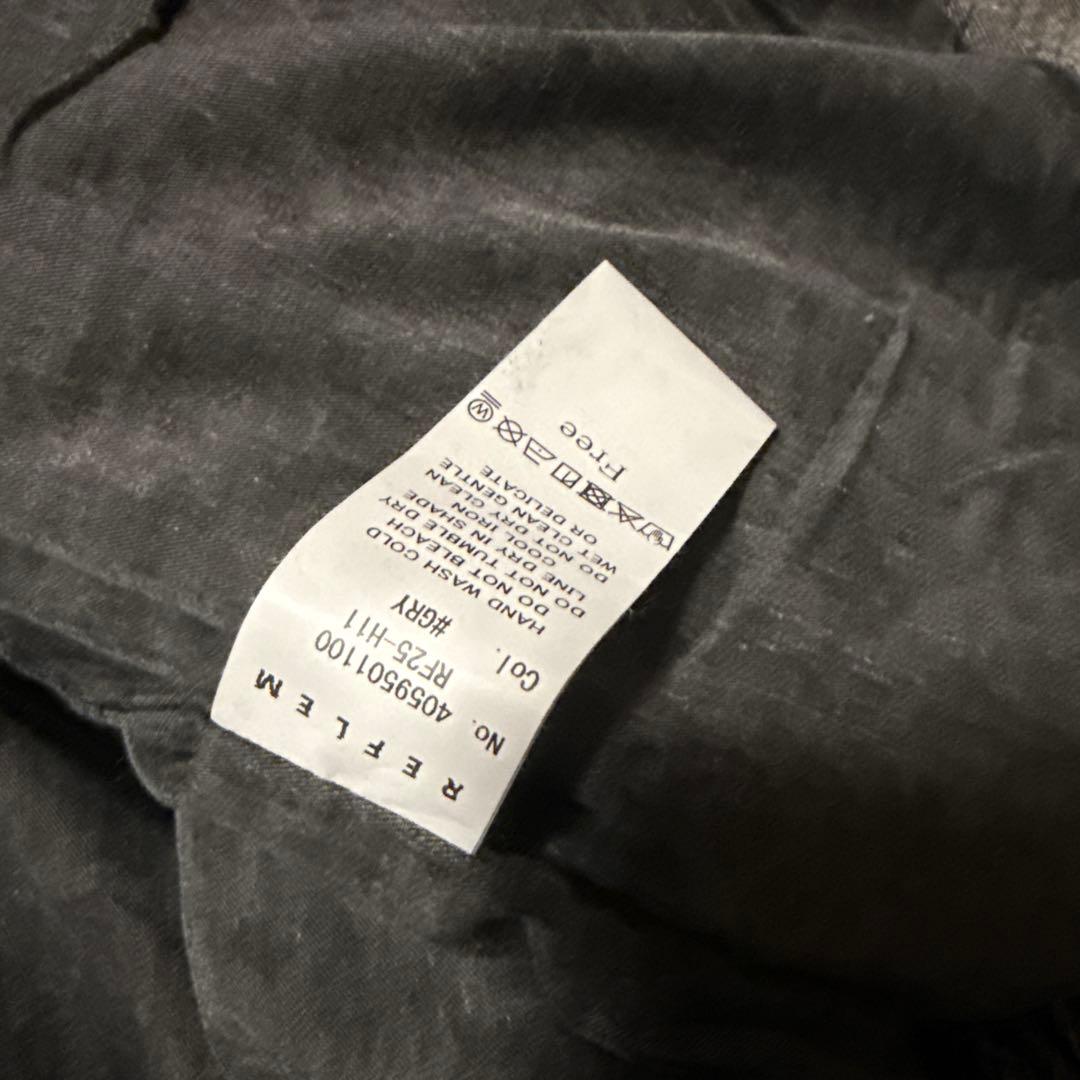 REFLEM
No. 4059501100
RF25-H11
Col. #GRY
HAND WASH COLD
DO NOT BLEACH
DO NOT TUMBLE DRY
LINE DRY IN SHADE
COOL IRON
DO NOT DRY CLEAN
WET CLEAN GENTLE
OR DELICATE
W
Free